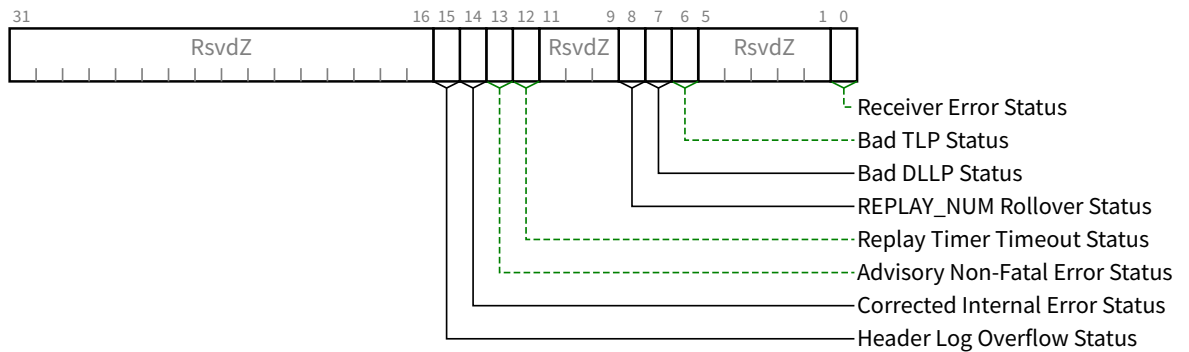 31 16 15 14 13 12 11 9 8 7 6 5 1 0
RsvdZ RsvdZ RsvdZ
Receiver Error Status
Bad TLP Status
Bad DLLP Status
REPLAY_NUM Rollover Status
Replay Timer Timeout Status
Advisory Non-Fatal Error Status
Corrected Internal Error Status
Header Log Overflow Status